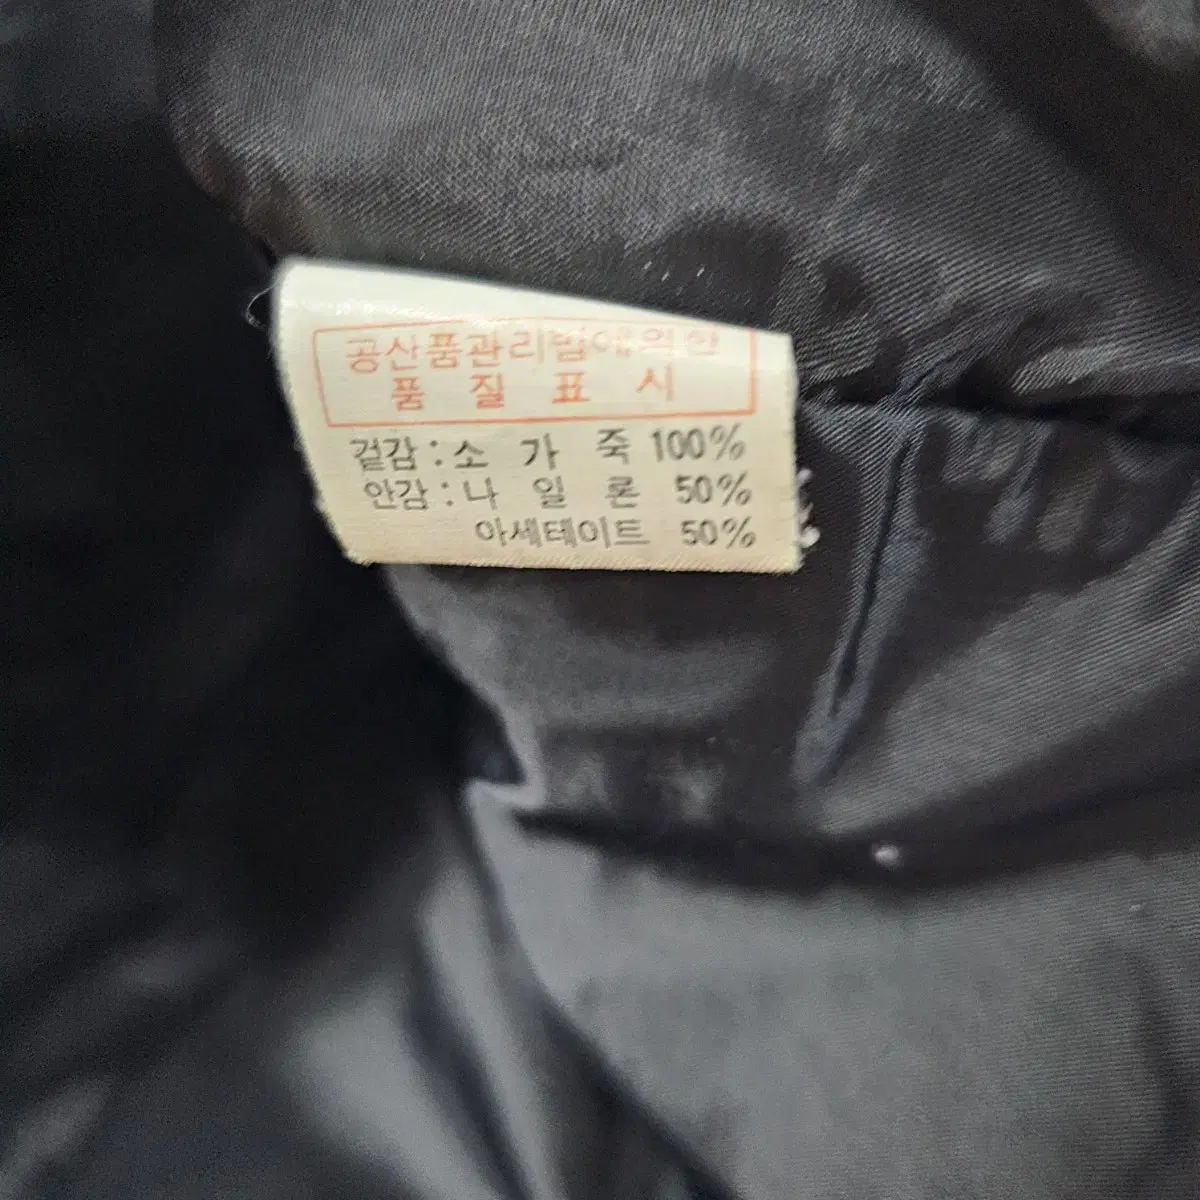 공산품관리법에의한
품 질 표 시
겉감 : 소 가 죽 100%
안감 : 나 일 론 50%
아세테이트 50%